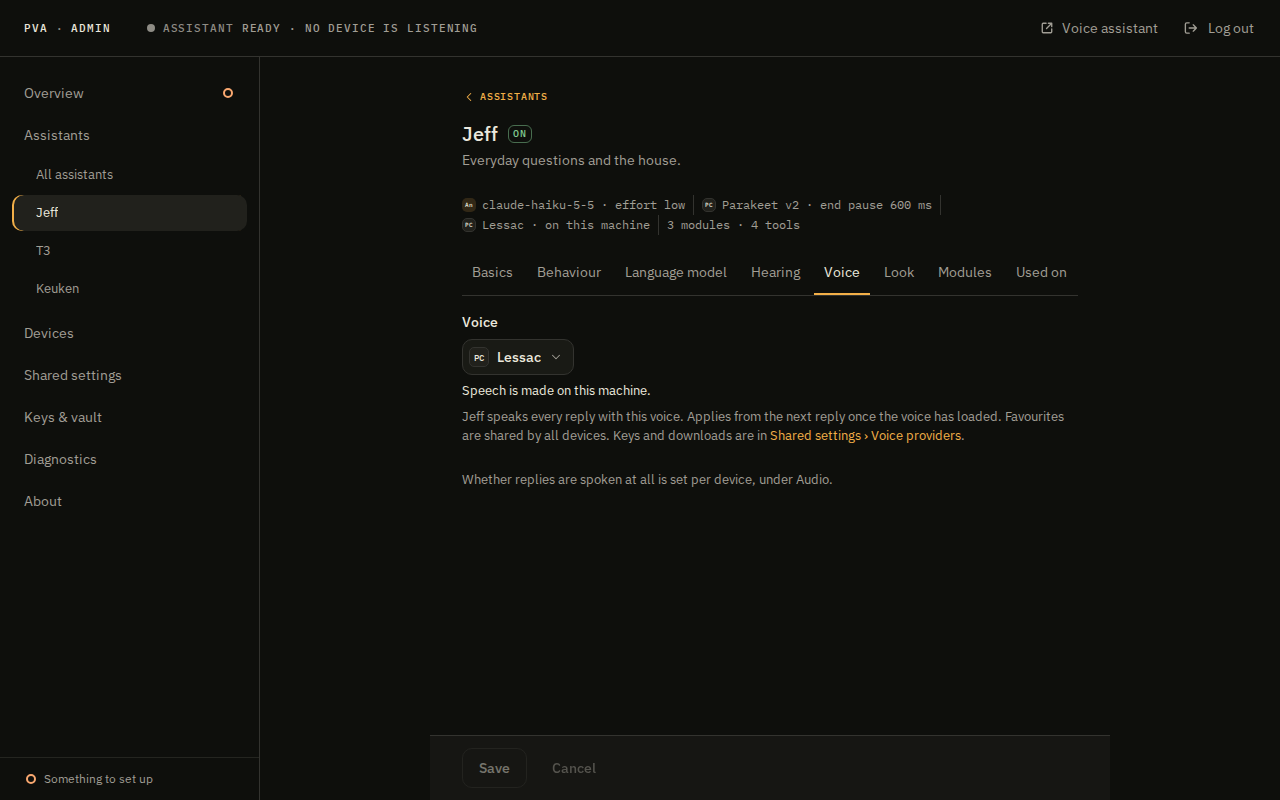 PVA · ADMIN
ASSISTANT READY · NO DEVICE IS LISTENING
Voice assistant
Log out
Overview
Assistants
All assistants
Jeff
T3
Keuken
Devices
Shared settings
Keys & vault
Diagnostics
About
Something to set up
ASSISTANTS
Jeff ON
Everyday questions and the house.
An claude-haiku-5-5 · effort low PC Parakeet v2 · end pause 600 ms
PC Lessac · on this machine 3 modules · 4 tools
Basics Behaviour Language model Hearing Voice Look Modules Used on
Voice
PC Lessac
Speech is made on this machine.
Jeff speaks every reply with this voice. Applies from the next reply once the voice has loaded. Favourites
are shared by all devices. Keys and downloads are in Shared settings › Voice providers.
Whether replies are spoken at all is set per device, under Audio.
Save Cancel